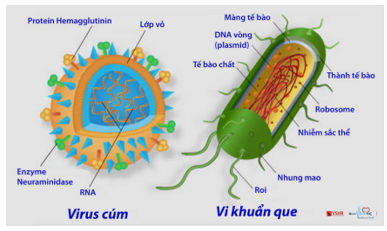 Protein Hemagglutinin
Lớp vỏ
Enzyme
Neuraminidase
RNA
Virus cúm
Màng tế bào
DNA vòng
(plasmid)
Tế bào chất
Thành tế bào
Robosome
Nhiễm sắc thể
Nhung mao
Roi
Vi khuẩn que